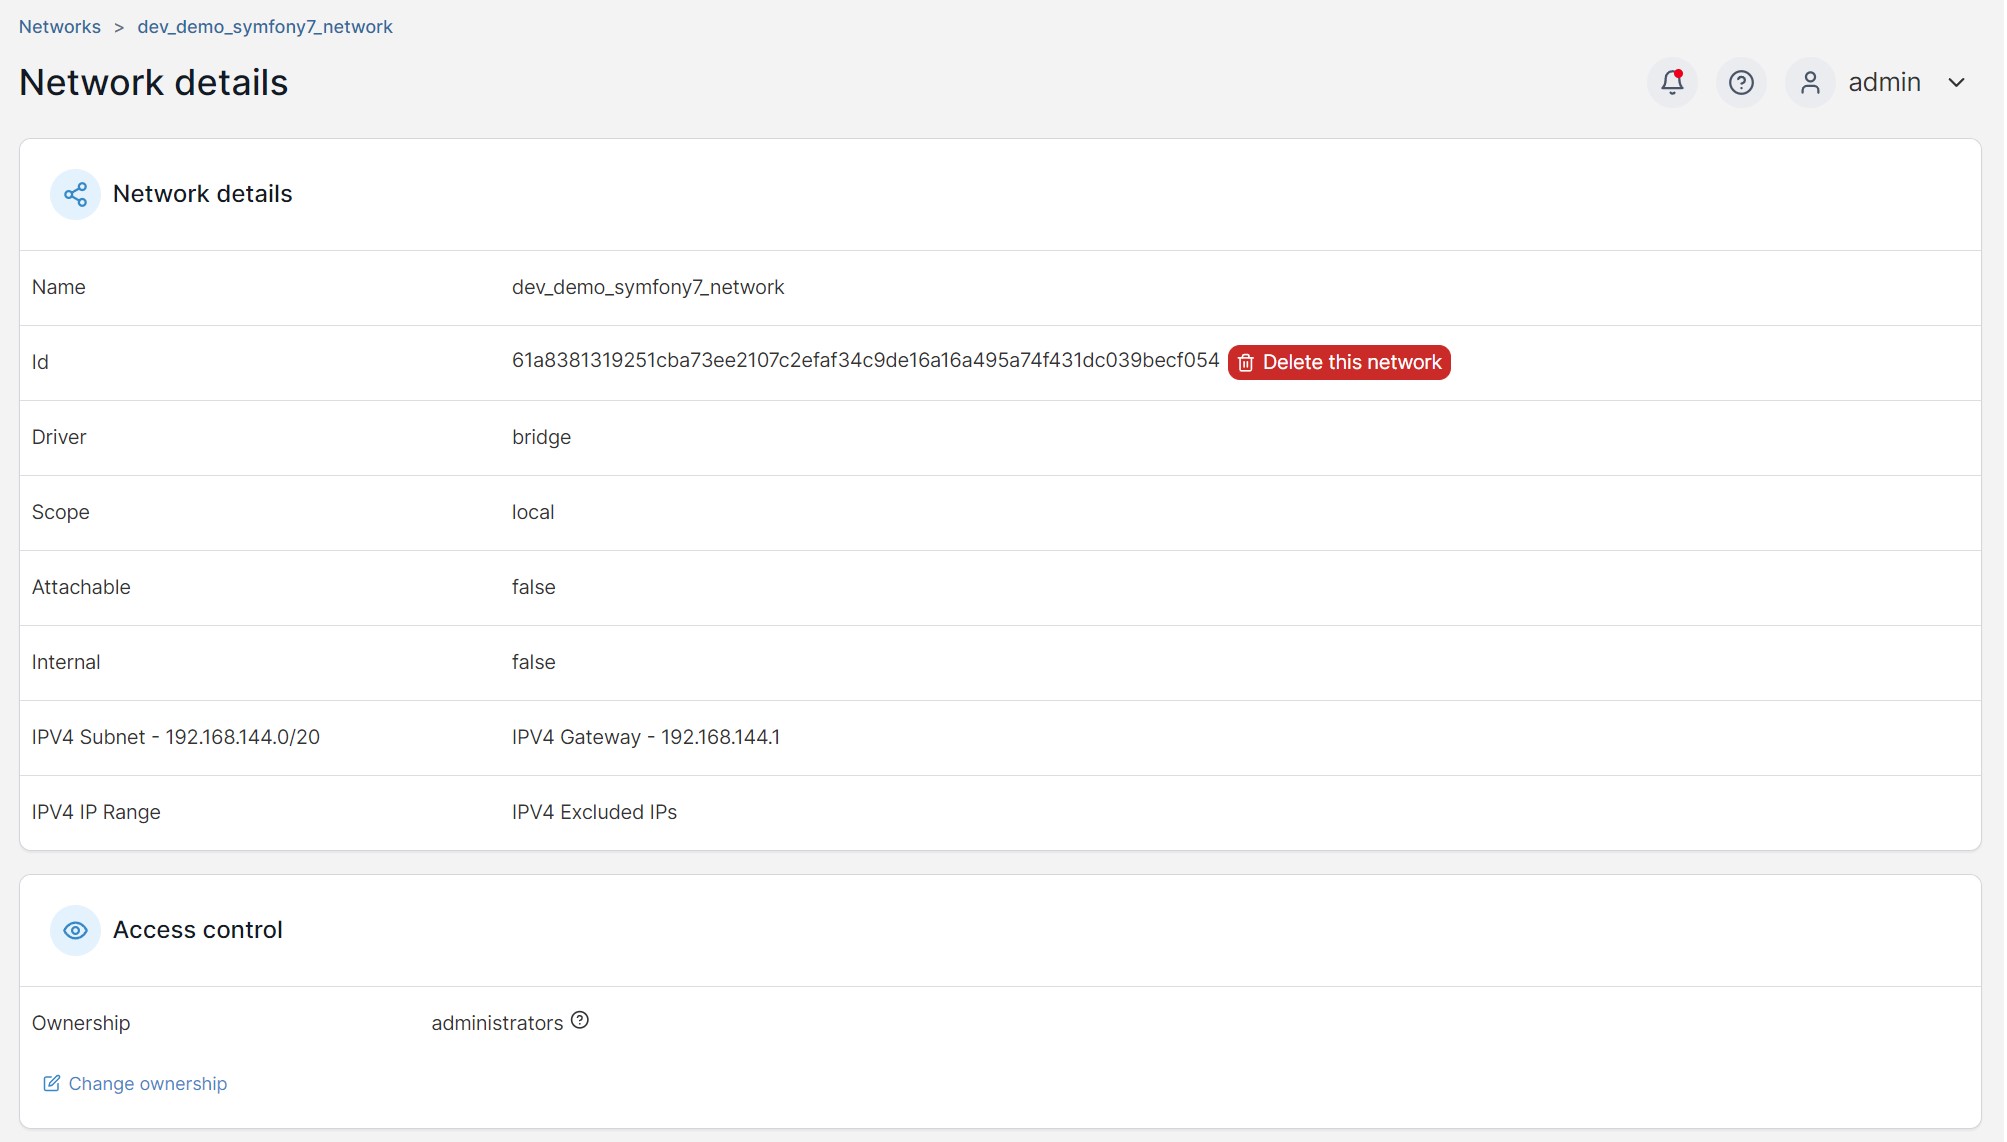 Networks > dev_demo_symfony7_network
Network details
admin
Network details
Name dev_demo_symfony7_network
Id 61a8381319251cba73ee2107c2efaf34c9de16a16a495a74f431dc039becf054 Delete this network
Driver bridge
Scope local
Attachable false
Internal false
IPV4 Subnet - 192.168.144.0/20 IPV4 Gateway - 192.168.144.1
IPV4 IP Range IPV4 Excluded IPs
Access control
Ownership administrators
Change ownership